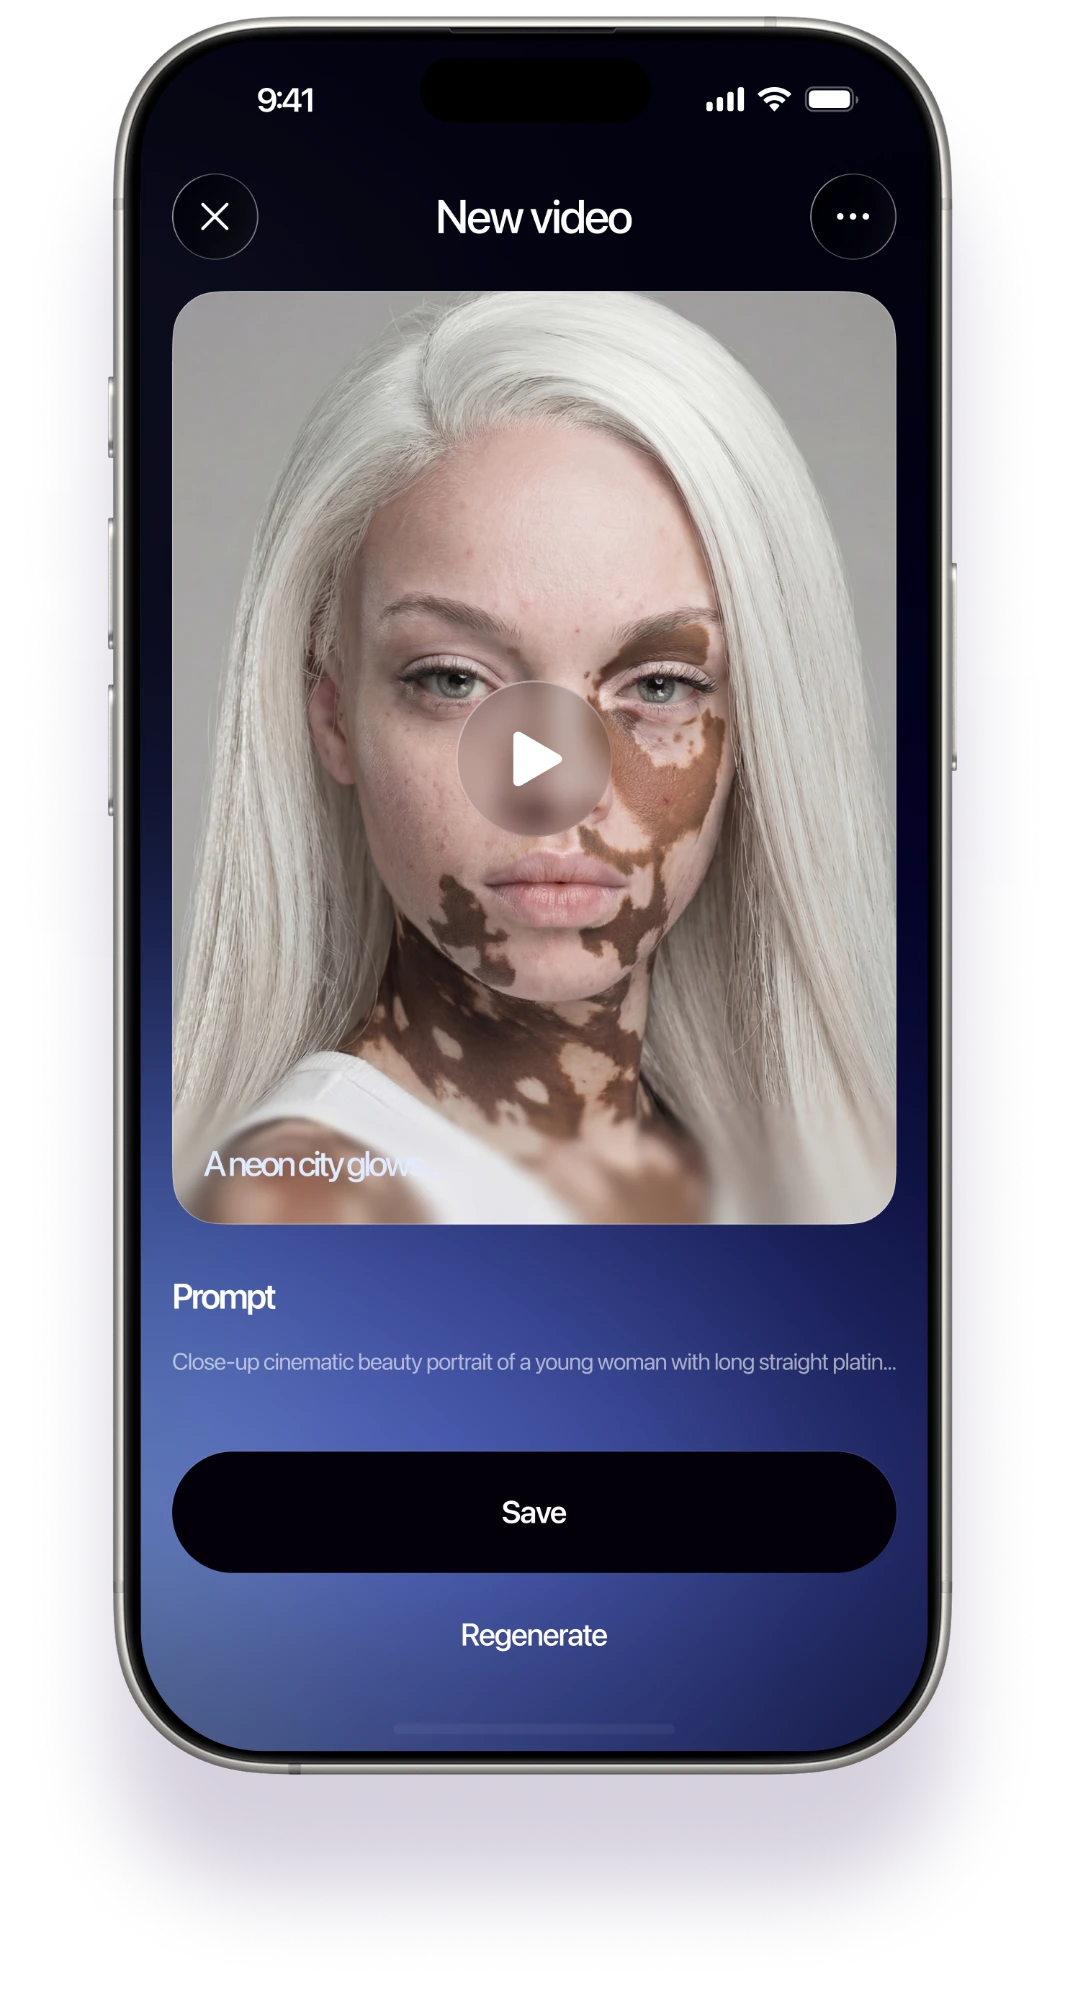 9:41
New video
A neon city glows...
Prompt
Close-up cinematic beauty portrait of a young woman with long straight platin...
Save
Regenerate